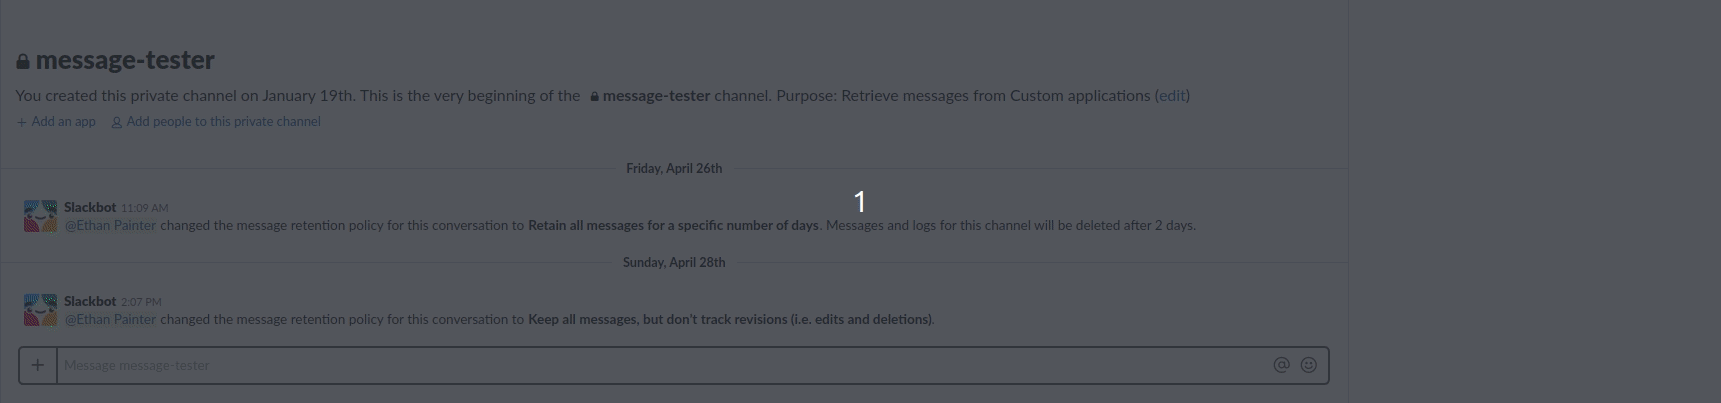 message-tester
You created this private channel on January 19th. This is the very beginning of the message-tester channel. Purpose: Retrieve messages from Custom applications (edit)
+ Add an app Add people to this private channel
Friday, April 26th
1
Slackbot 11:09 AM
@Ethan Painter changed the message retention policy for this conversation to Retain all messages for a specific number of days. Messages and logs for this channel will be deleted after 2 days.
Sunday, April 28th
Slackbot 2:07 PM
@Ethan Painter changed the message retention policy for this conversation to Keep all messages, but don't track revisions (i.e. edits and deletions).
+ Message message-tester @